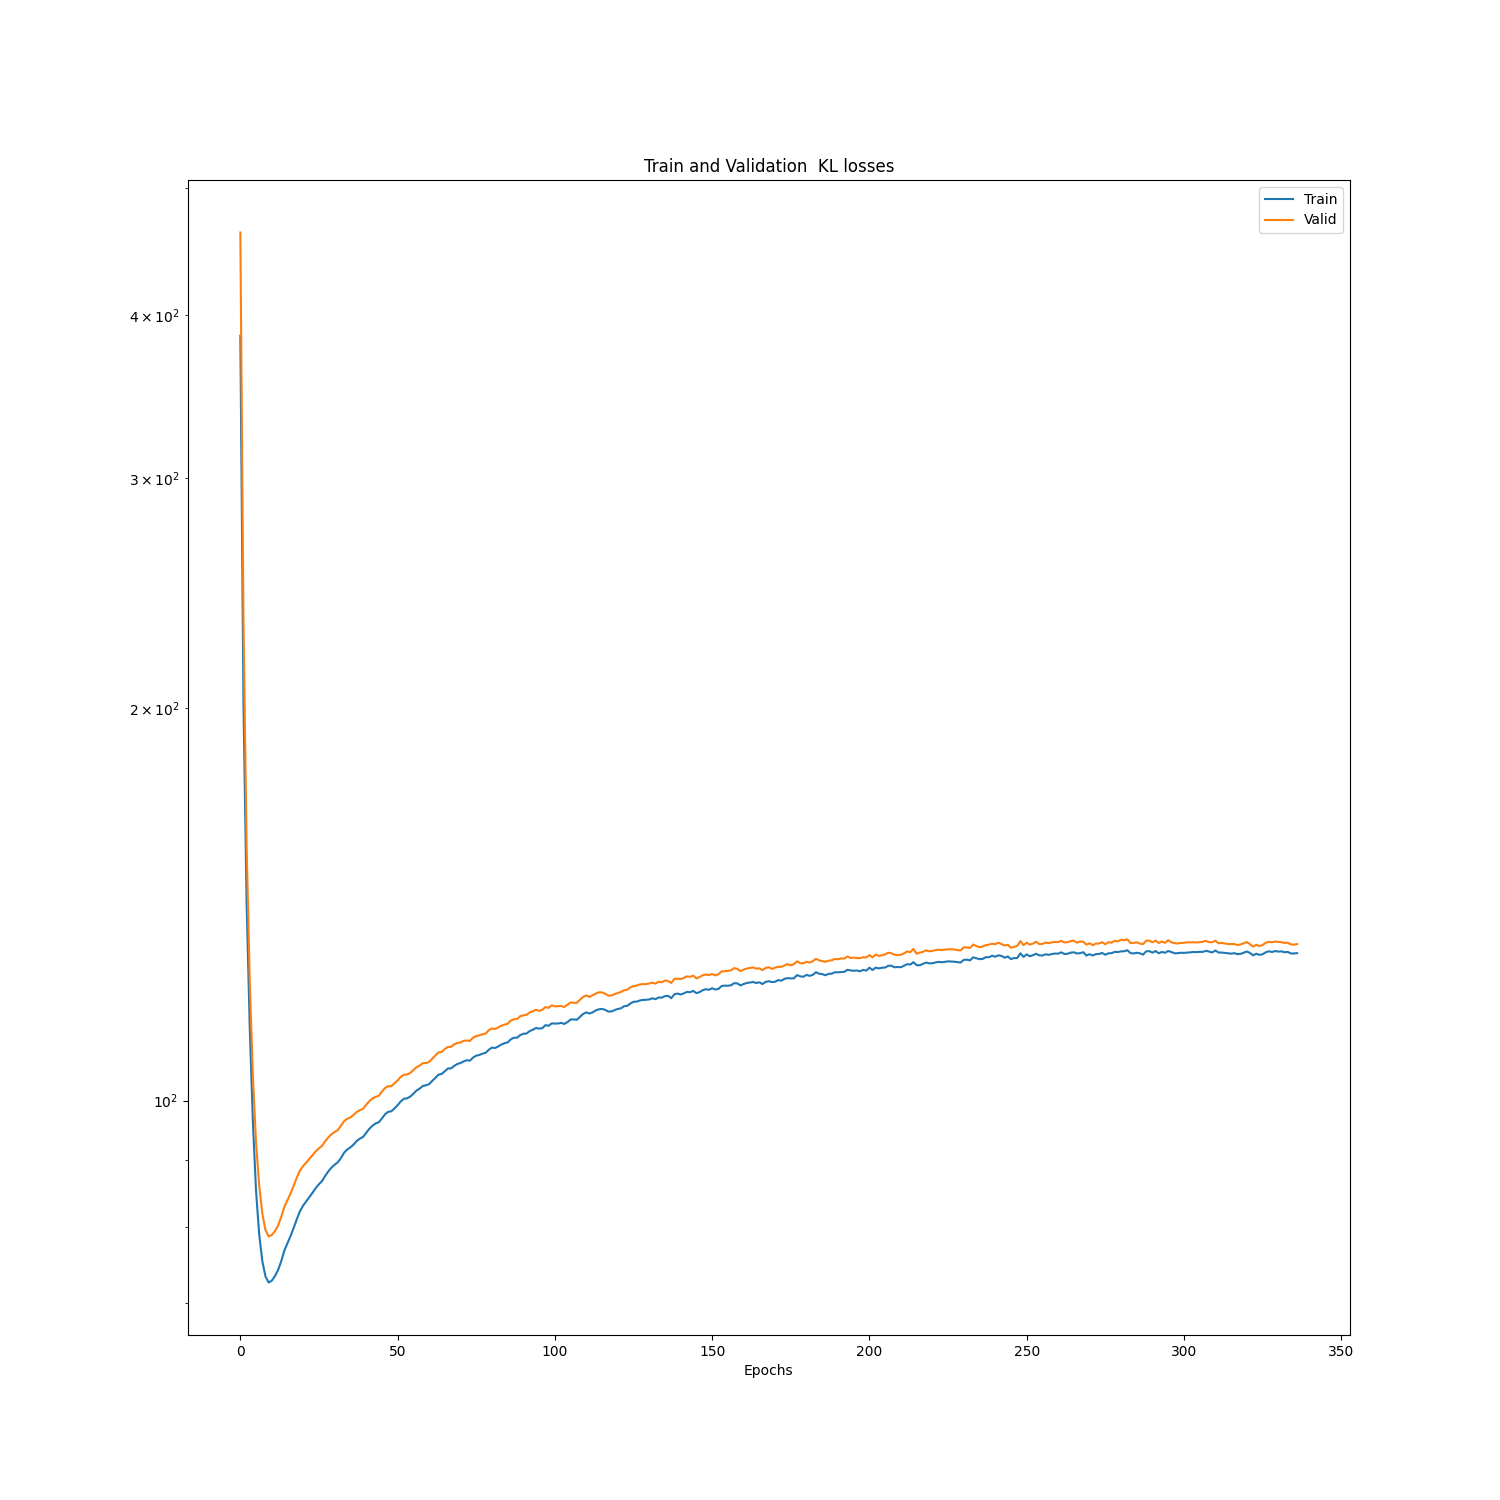 Train and Validation  KL losses
Train
Valid
4 × 10²
3 × 10²
2 × 10²
10²
0 50 100 150 200 250 300 350
Epochs